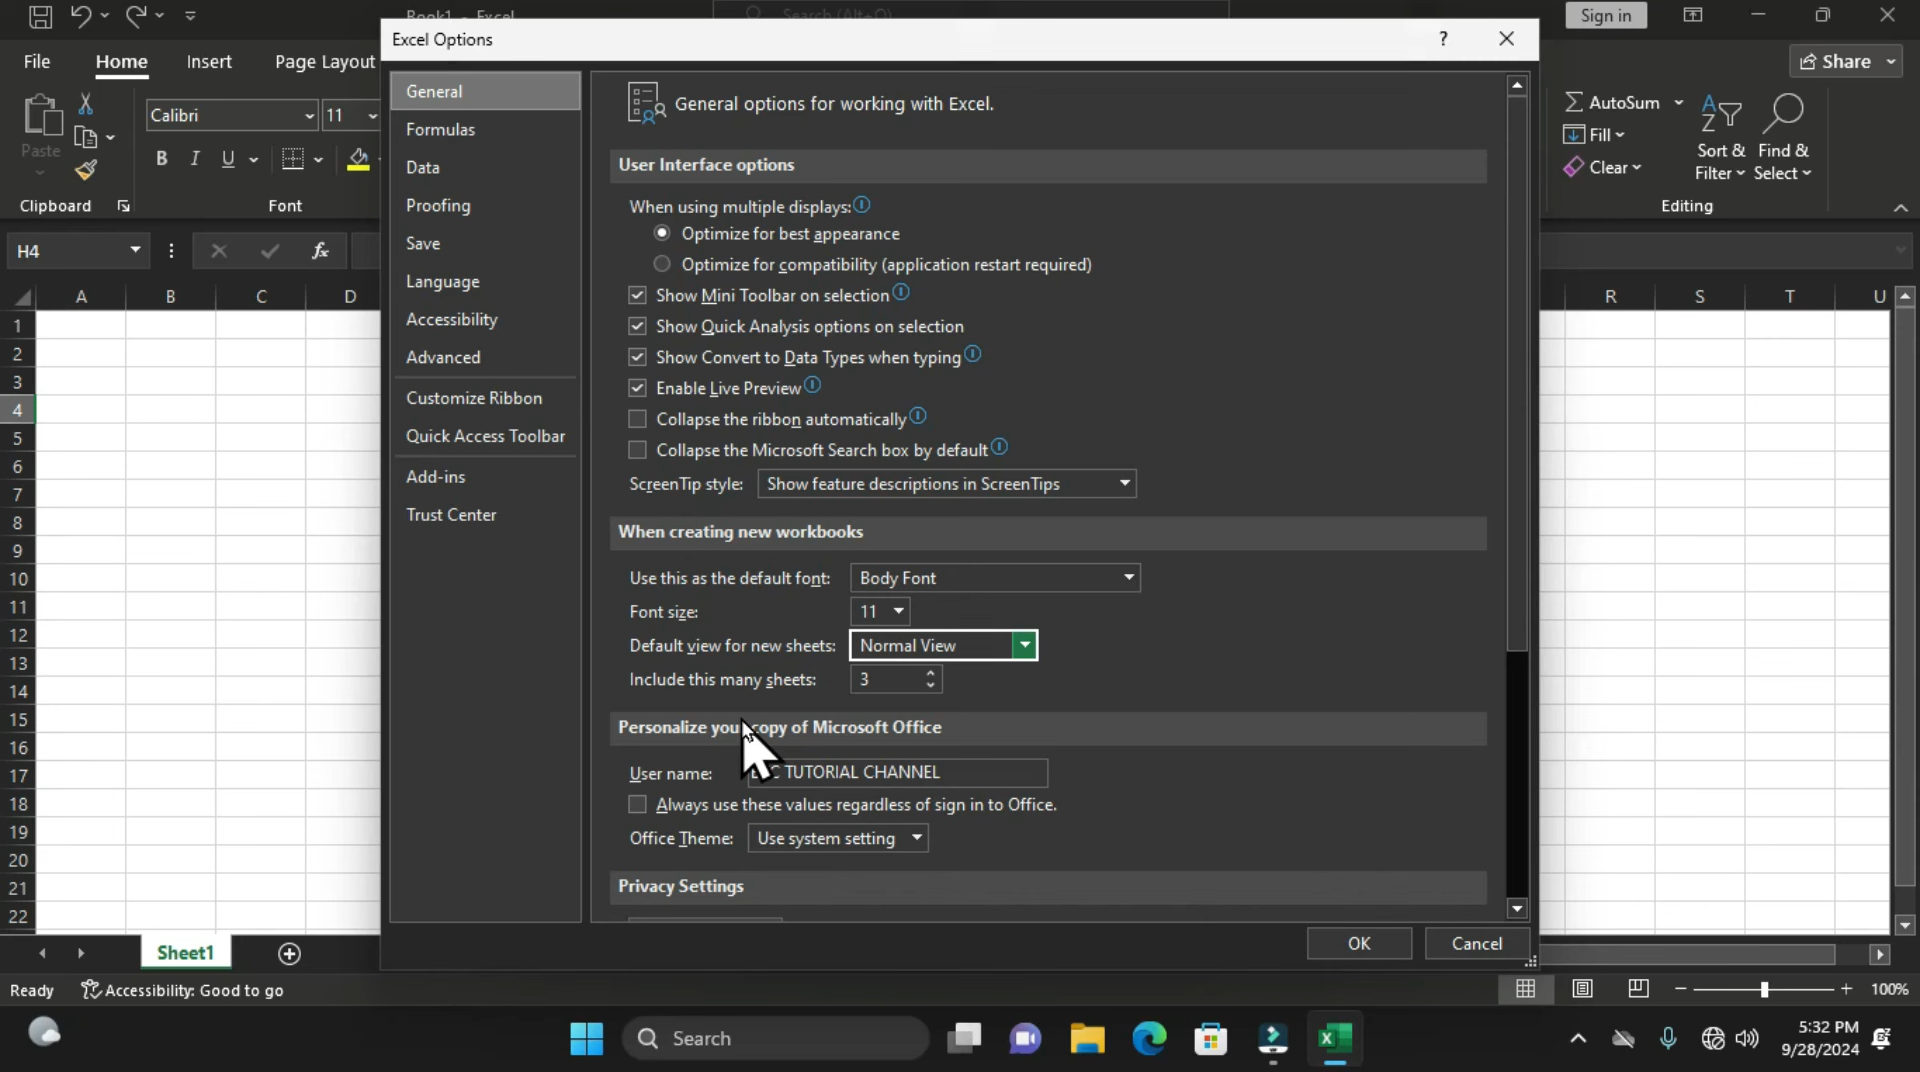 Book1 - Excel
Search (Alt+Q)
Sign in
Excel Options
?
File
Home
Insert
Page Layout
Share
Calibri
11
Paste
B I U
Clipboard
Font
AutoSum
Fill
Clear
Sort & Filter
Find & Select
Editing
H4
fx
A B C D
R S T U
1
2
3
4
5
6
7
8
9
10
11
12
13
14
15
16
17
18
19
20
21
22
General
Formulas
Data
Proofing
Save
Language
Accessibility
Advanced
Customize Ribbon
Quick Access Toolbar
Add-ins
Trust Center
General options for working with Excel.
User Interface options
When using multiple displays:
Optimize for best appearance
Optimize for compatibility (application restart required)
Show Mini Toolbar on selection
Show Quick Analysis options on selection
Show Convert to Data Types when typing
Enable Live Preview
Collapse the ribbon automatically
Collapse the Microsoft Search box by default
ScreenTip style: Show feature descriptions in ScreenTips
When creating new workbooks
Use this as the default font: Body Font
Font size: 11
Default view for new sheets: Normal View
Include this many sheets: 3
Personalize your copy of Microsoft Office
User name: TUTORIAL CHANNEL
Always use these values regardless of sign in to Office.
Office Theme: Use system setting
Privacy Settings
OK
Cancel
Sheet1
Ready
Accessibility: Good to go
100%
Search
5:32 PM
9/28/2024